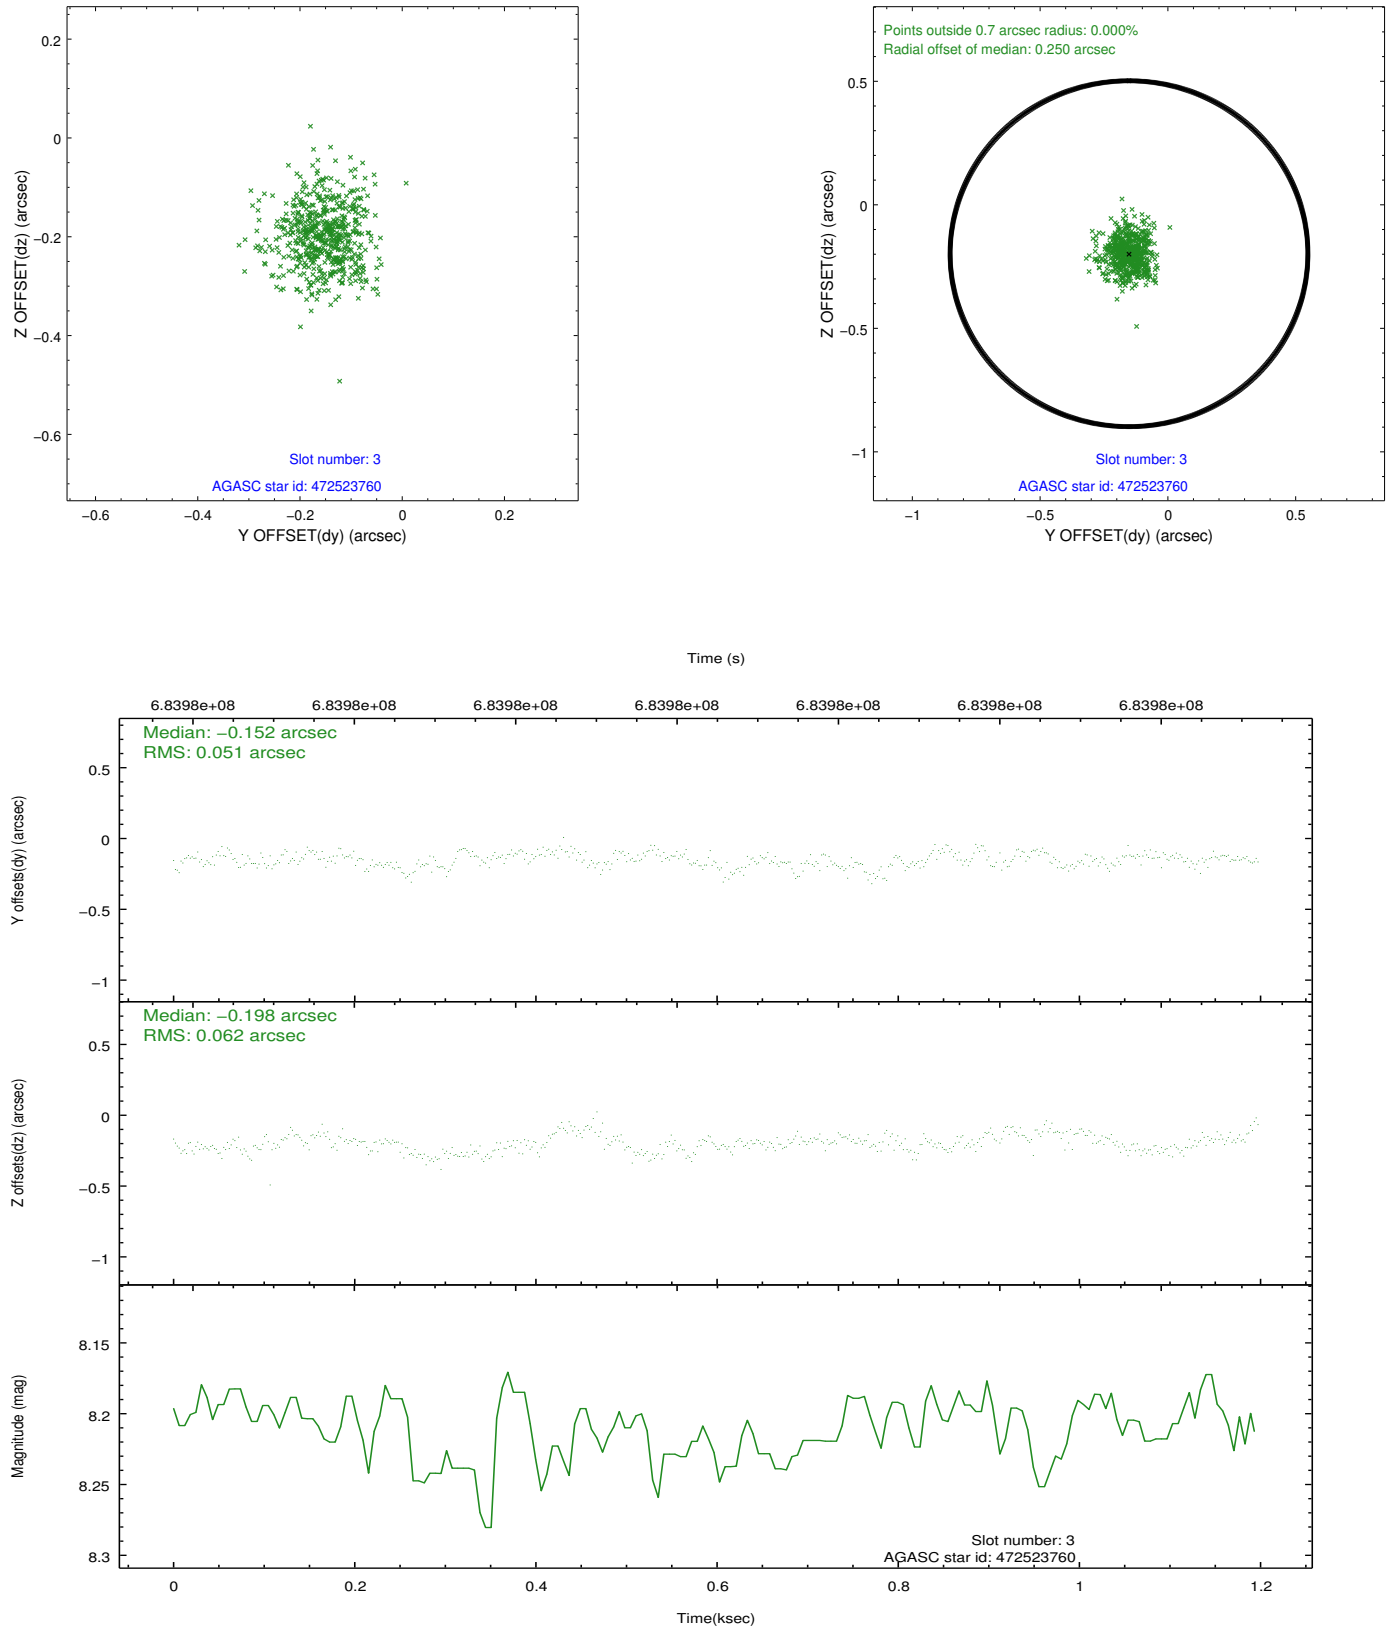 0.2
0
−0.2
−0.4
−0.6
Z OFFSET(dz) (arcsec)
Slot number: 3
AGASC star id: 472523760
−0.6 −0.4 −0.2 0 0.2
Y OFFSET(dy) (arcsec)
Points outside 0.7 arcsec radius: 0.000%
Radial offset of median: 0.250 arcsec
0.5
0
−0.5
−1
Z OFFSET(dz) (arcsec)
Slot number: 3
AGASC star id: 472523760
−1 −0.5 0 0.5
Y OFFSET(dy) (arcsec)
Time (s)
6.8398e+08 6.8398e+08 6.8398e+08 6.8398e+08 6.8398e+08 6.8398e+08 6.8398e+08
Median: −0.152 arcsec
RMS: 0.051 arcsec
0.5
0
−0.5
−1
Y offsets(dy) (arcsec)
Median: −0.198 arcsec
RMS: 0.062 arcsec
0.5
0
−0.5
−1
Z offsets(dz) (arcsec)
8.15
8.2
8.25
8.3
Magnitude (mag)
Slot number: 3
AGASC star id: 472523760
0 0.2 0.4 0.6 0.8 1 1.2
Time(ksec)